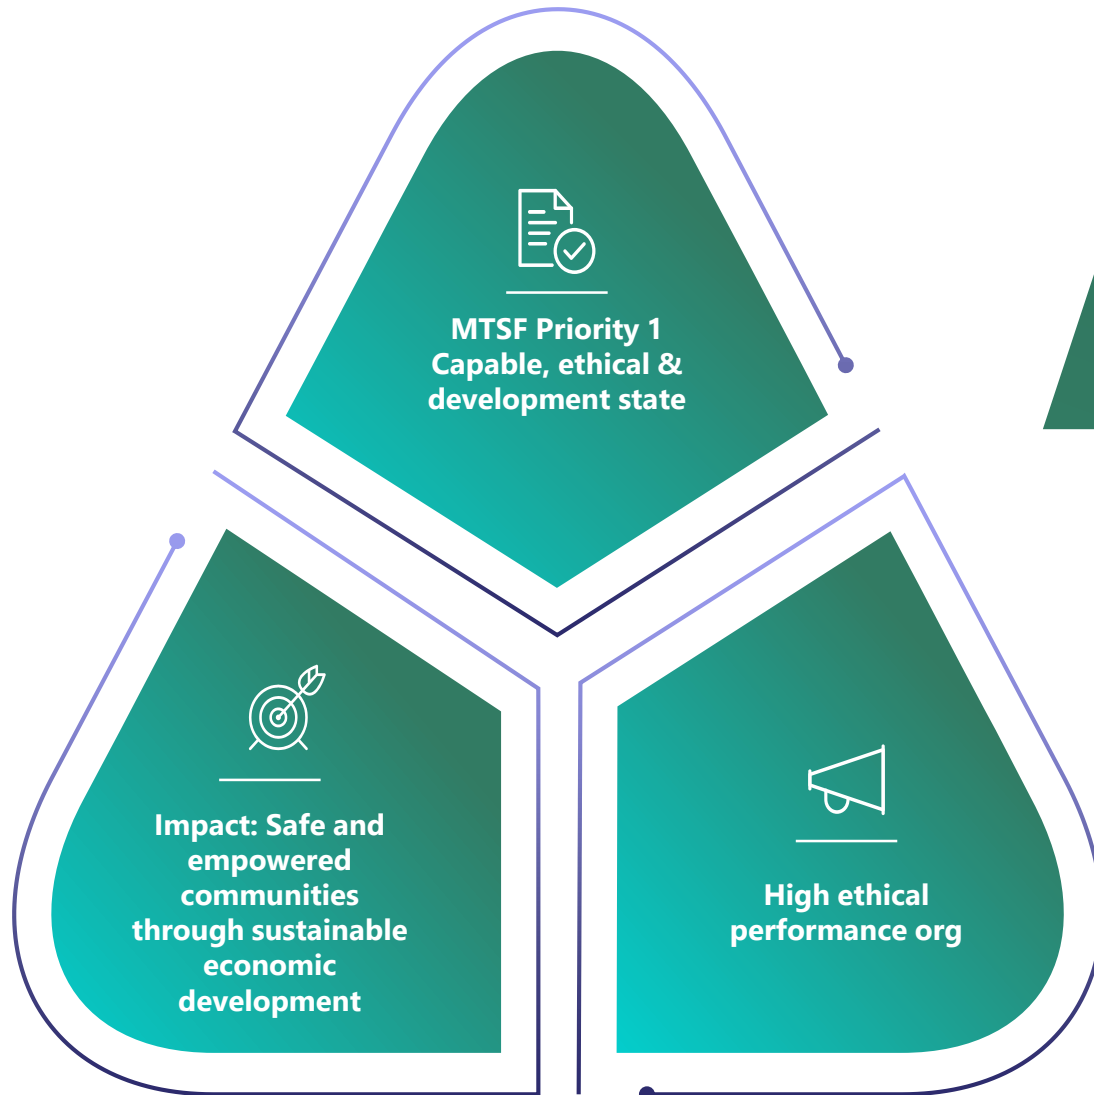 MTSF Priority 1
Capable, ethical &
development state
Impact: Safe and
empowered
communities
through sustainable
economic
development
High ethical
performance org